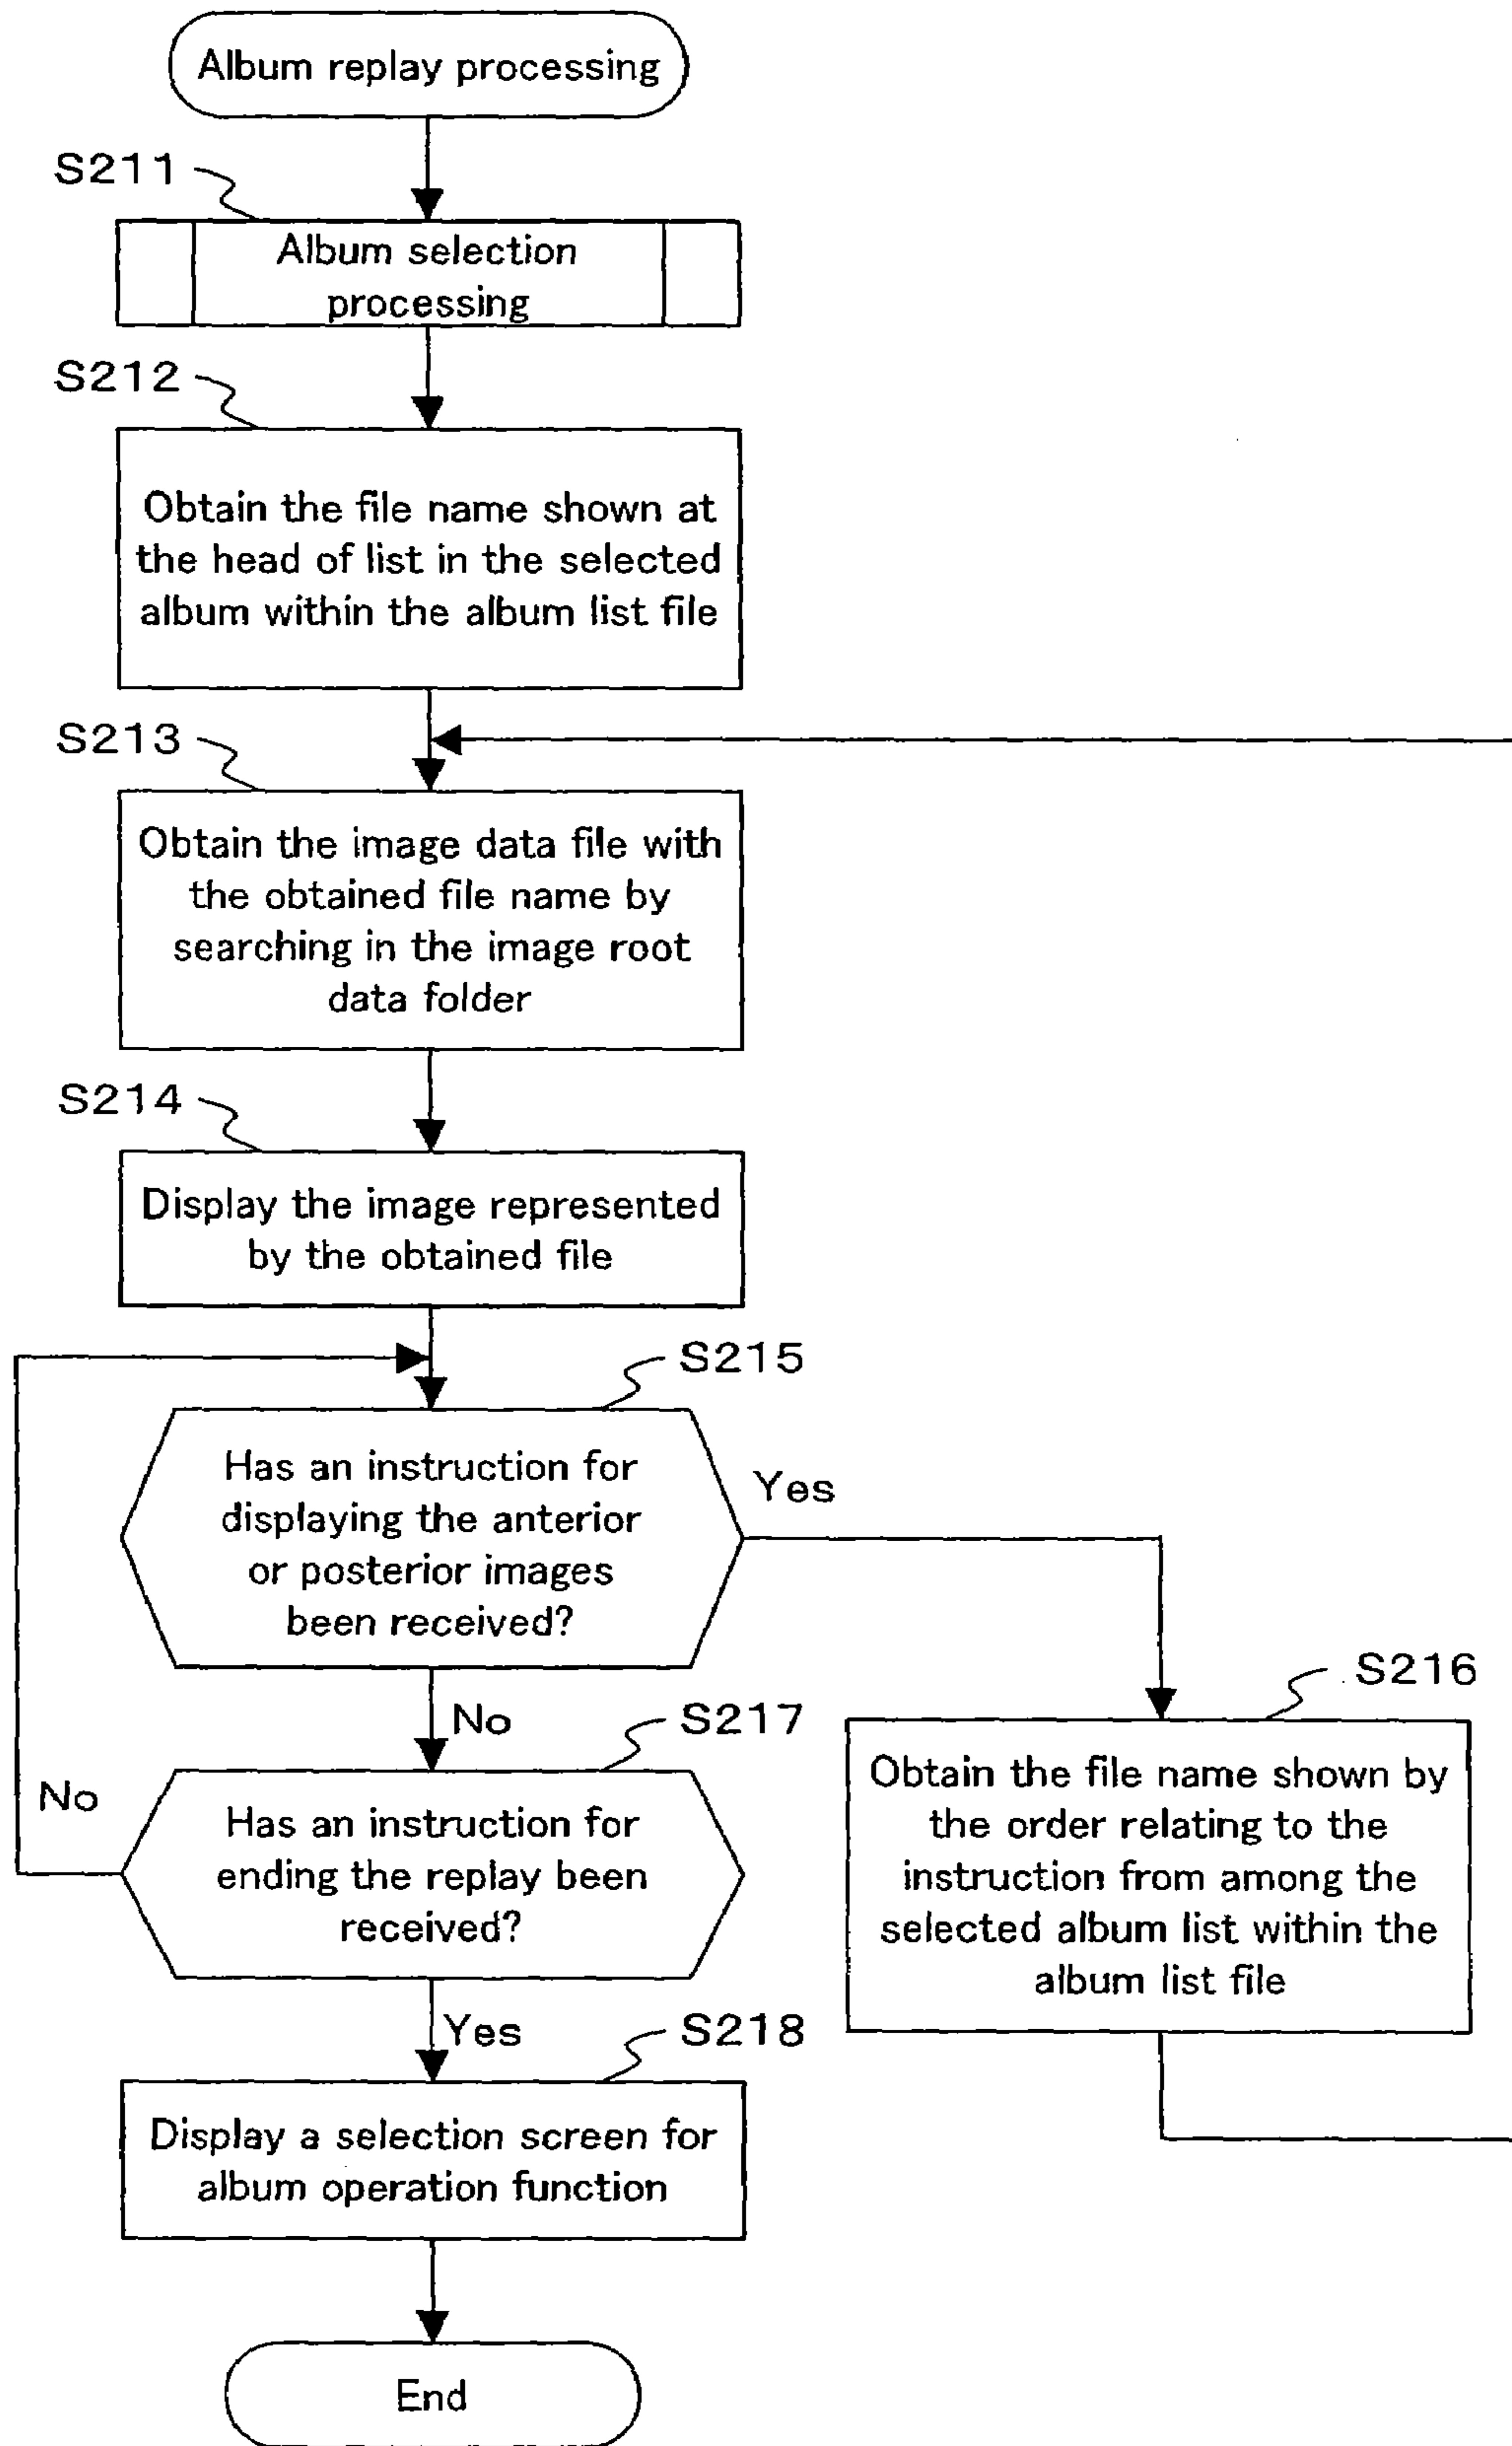 Album replay processing
S211
Album selection
processing
S212
Obtain the file name shown at
the head of list in the selected
album within the album list file
S213
Obtain the image data file with
the obtained file name by
searching in the image root
data folder
S214
Display the image represented
by the obtained file
S215
Has an instruction for
displaying the anterior
or posterior images
been received?
Yes
No
S216
Obtain the file name shown by
the order relating to the
instruction from among the
selected album list within the
album list file
S217
Has an instruction for
ending the replay been
received?
No
Yes
S218
Display a selection screen for
album operation function
End